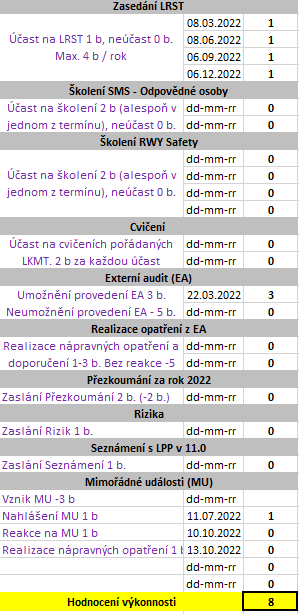 Zasedání LRST
08.03.2022 1
Účast na LRST 1 b, neúčast 0 b. 08.06.2022 1
Max. 4 b / rok 06.09.2022 1
06.12.2022 1
Školení SMS - Odpovědné osoby
Účast na školení 2 b (alespoň v dd-mm-rr 0
jednom z termínu), neúčast 0 b. dd-mm-rr 0
Školení RWY Safety
dd-mm-rr 0
Účast na školení 2 b (alespoň v dd-mm-rr 0
jednom z termínu), neúčast 0 b. dd-mm-rr 0
dd-mm-rr 0
Cvičení
Účast na cvičeních pořádaných dd-mm-rr 0
LKMT. 2 b za každou účast dd-mm-rr 0
Externí audit (EA)
Umožnění provedení EA 3 b. 22.03.2022 3
Neumožnění provedení EA - 5 b. dd-mm-rr 0
Realizace opatření z EA
Realizace nápravných opatření a dd-mm-rr 0
doporučení 1-3 b. Bez reakce -5 dd-mm-rr 0
Přezkoumání za rok 2022
Zaslání Přezkoumání 2 b. (-2 b.) dd-mm-rr 0
Rizika
Zaslání Rizik 1 b. dd-mm-rr 0
Seznámení s LPP v 11.0
Zaslání Seznámení 1 b. dd-mm-rr 0
Mimořádné události (MU)
Vznik MU -3 b dd-mm-rr
Nahlášení MU 1 b 11.07.2022 1
Reakce na MU 1 b 10.10.2022 0
Realizace nápravných opatření 1 b 13.10.2022 0
dd-mm-rr 0
dd-mm-rr 0
Hodnocení výkonnosti 8